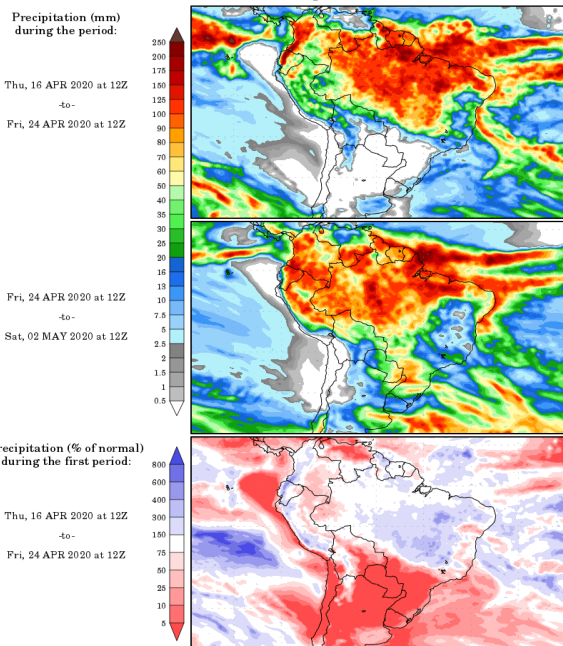 Precipitation (mm)
during the period:
Thu, 16 APR 2020 at 12Z
-to-
Fri, 24 APR 2020 at 12Z
250
200
175
150
125
100
90
80
70
60
50
40
35
30
25
20
16
13
10
7.5
5
2.5
2
1.5
1
0.5
Fri, 24 APR 2020 at 12Z
-to-
Sat, 02 MAY 2020 at 12Z
recipitation (% of normal)
during the first period:
Thu, 16 APR 2020 at 12Z
-to-
Fri, 24 APR 2020 at 12Z
800
600
400
300
150
75
50
25
10
5